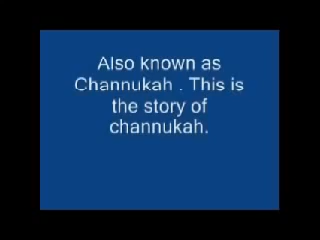 Also known as
Channukah . This is
the story of
channukah.